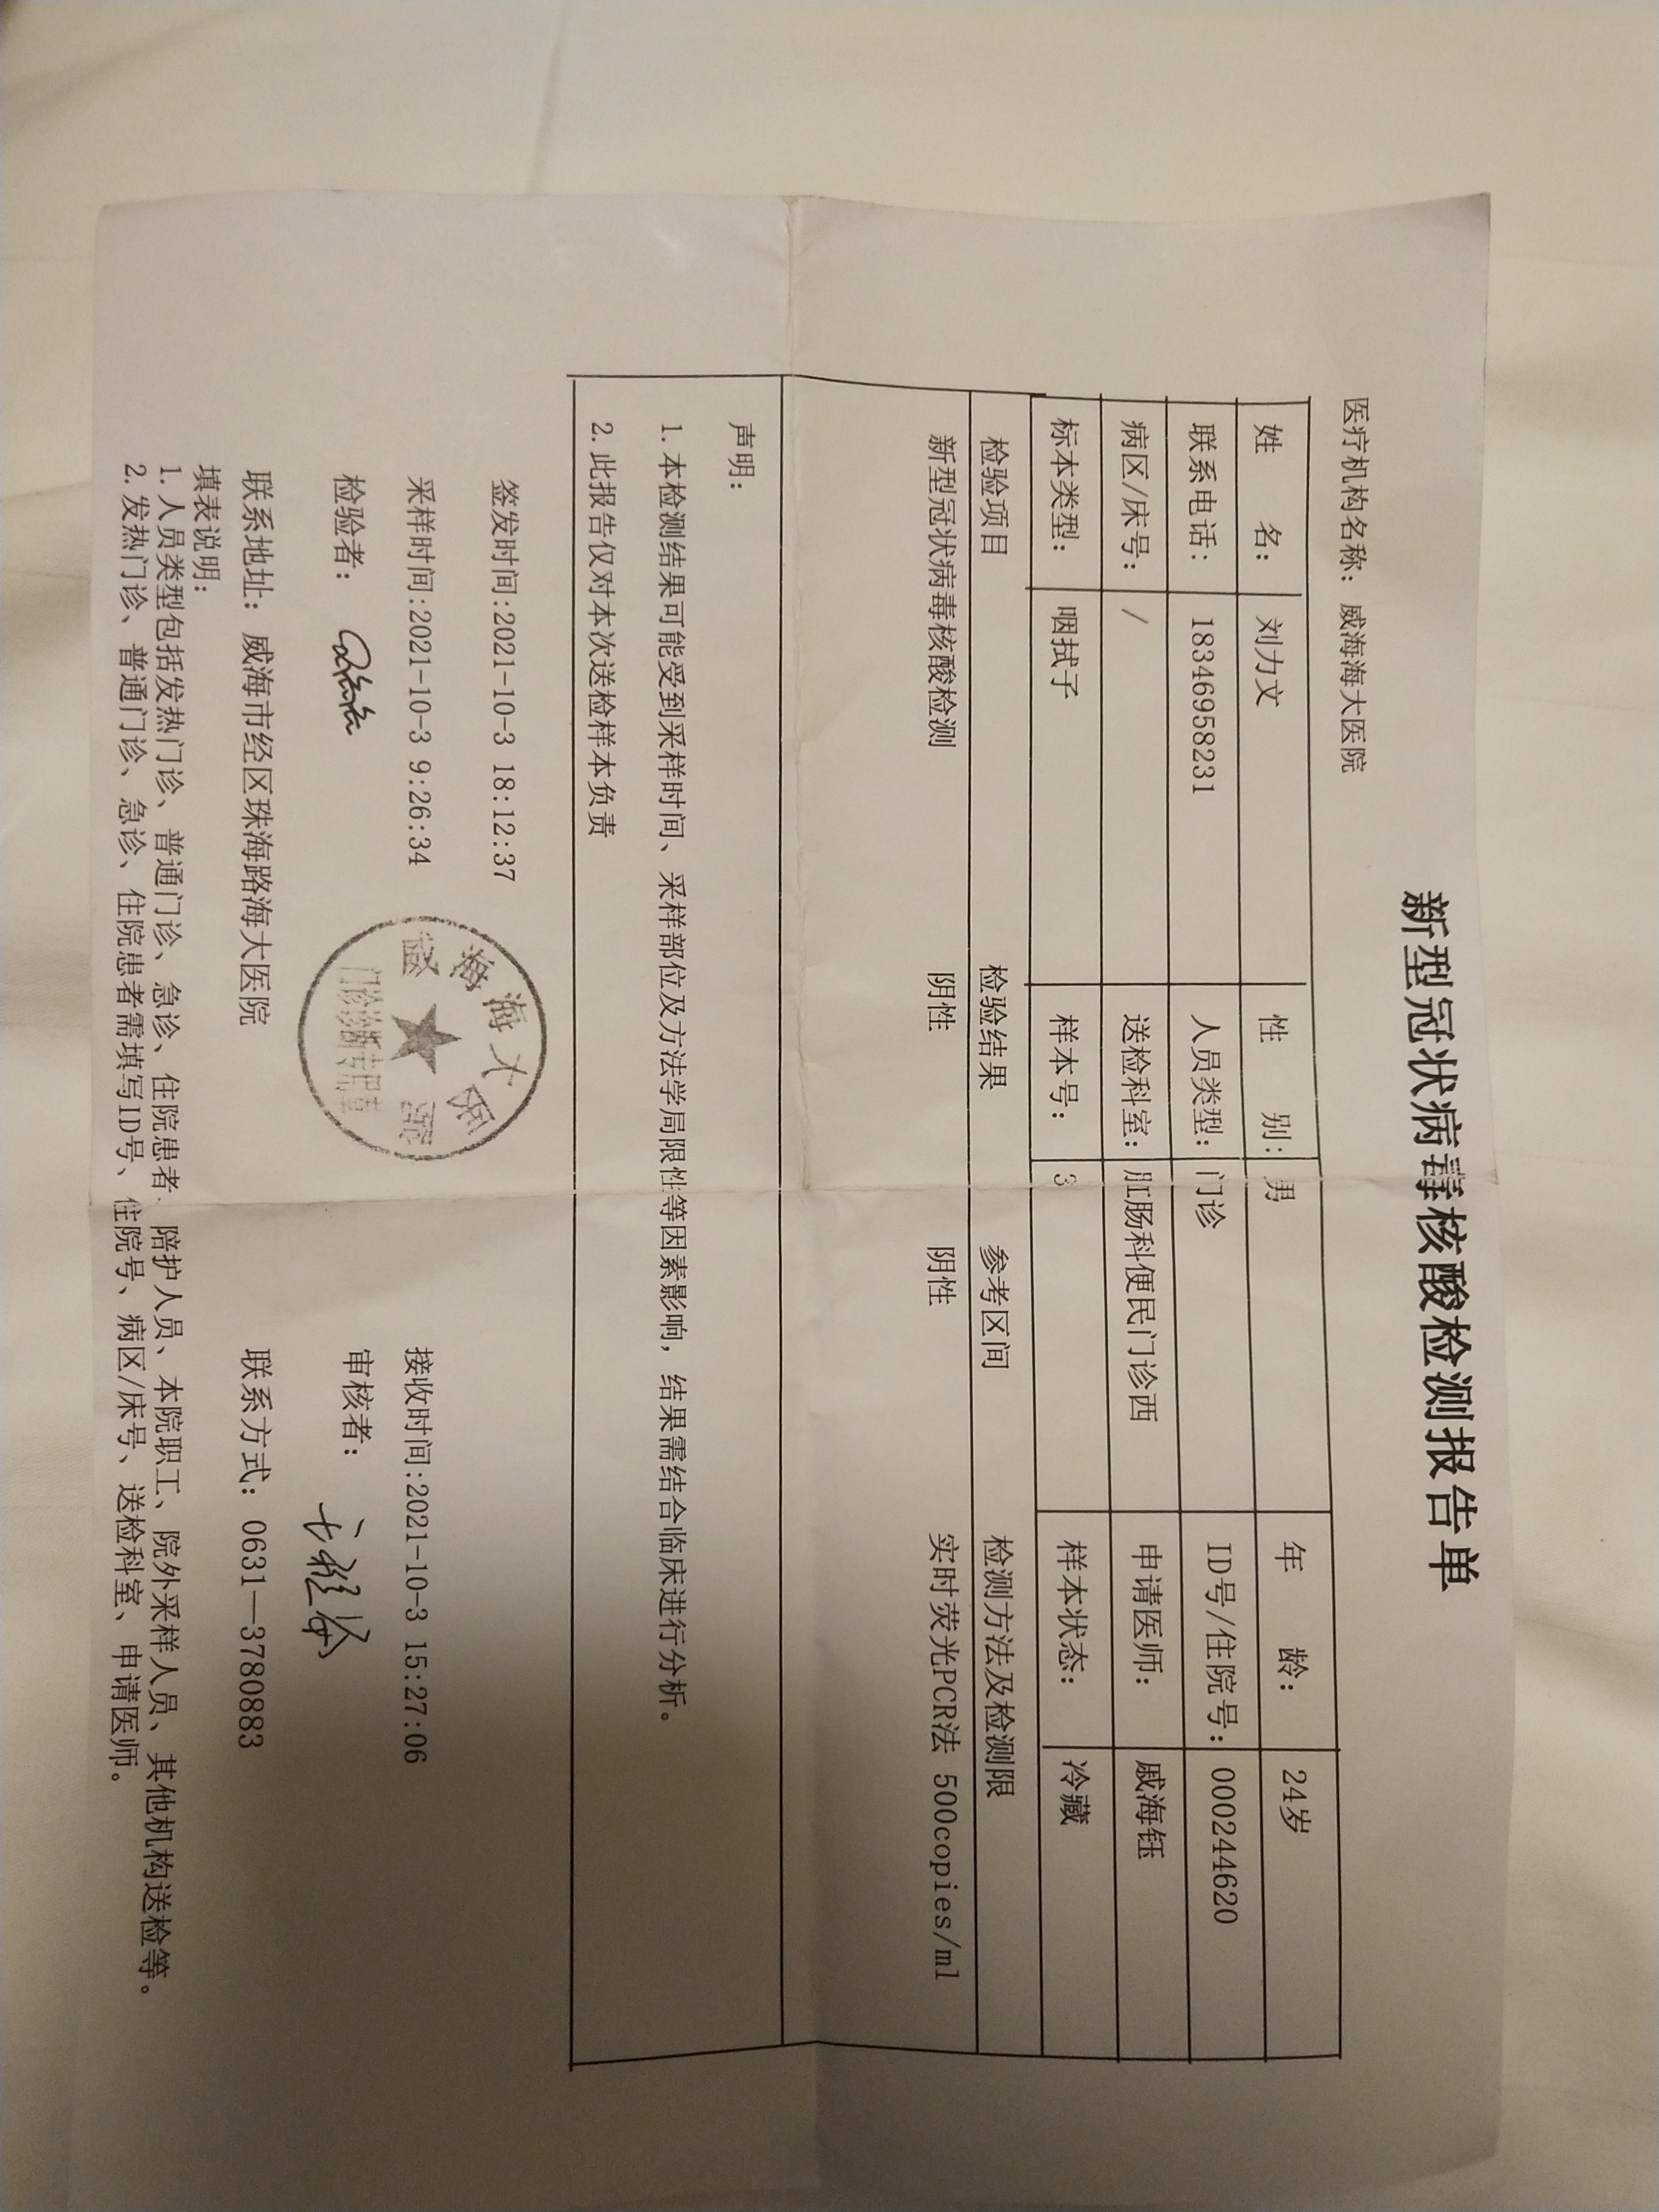 新型冠状病毒核酸检测报告单
医疗机构名称：威海海大医院
姓 名： 刘力文 性 别： 男 年 龄： 24岁
联系电话： 18346958231 人员类型： 门诊 ID号/住院号： 000244620
病区/床号： / 送检科室： 肛肠科便民门诊西 申请医师： 戚海钰
标本类型： 咽拭子 样本号： 3 样本状态： 冷藏
检验项目 检验结果 参考区间 检测方法及检测限
新型冠状病毒核酸检测 阴性 阴性 实时荧光PCR法 500copies/ml
声明：
1. 本检测结果可能受到采样时间、采样部位及方法学局限性等因素影响，结果需结合临床进行分析。
2. 此报告仅对本次送检样本负责
签发时间:2021-10-3 18:12:37
采样时间:2021-10-3 9:26:34 接收时间:2021-10-3 15:27:06
检验者： 审核者：
威海海大医院
门诊诊断专用章
联系地址： 威海市经区珠海路海大医院 联系方式： 0631—3780883
填表说明：
1. 人员类型包括发热门诊、普通门诊、急诊、住院患者、陪护人员、本院职工、院外采样人员、其他机构送检等。
2. 发热门诊、普通门诊、急诊、住院患者需填写ID号、住院号、病区/床号、送检科室、申请医师。